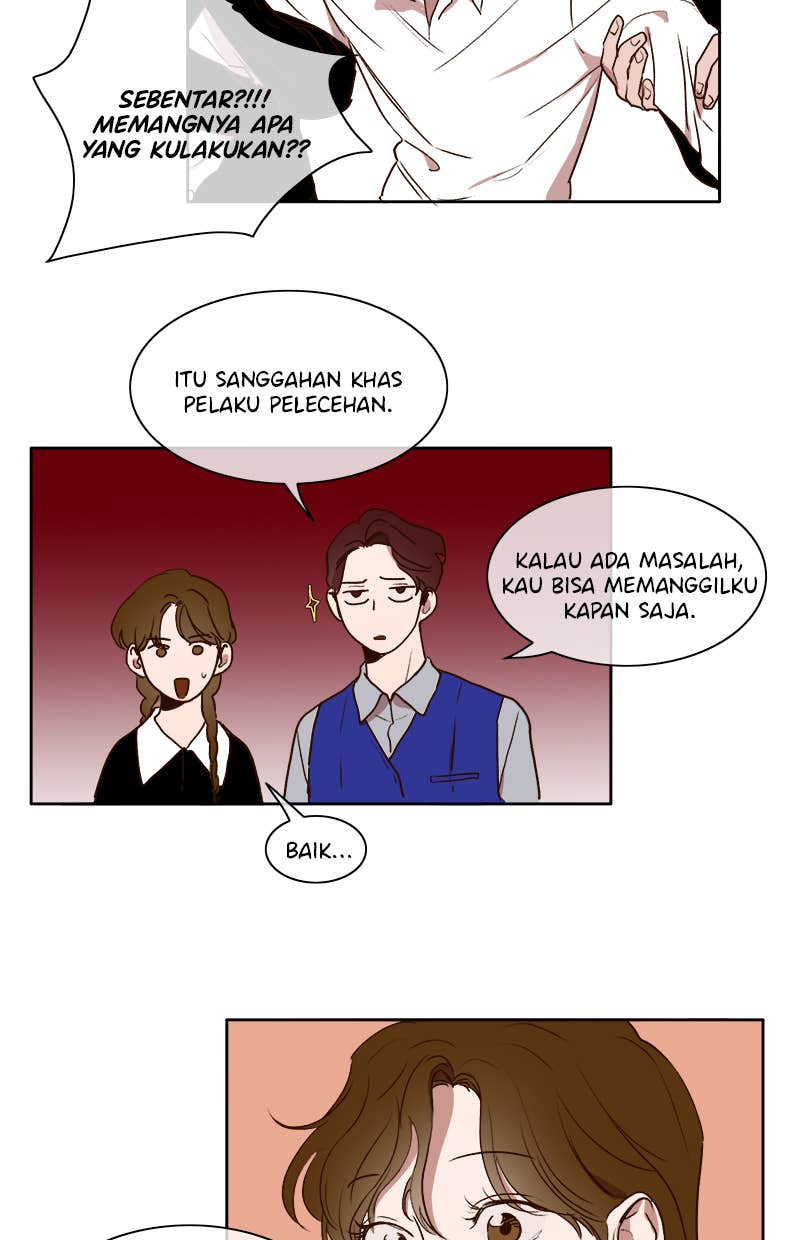 SEBENTAR?!!!
MEMANGNYA APA
YANG KULAKUKAN??
ITU SANGGAHAN KHAS
PELAKU PELECEHAN.
KALAU ADA MASALAH,
KAU BISA MEMANGGILKU
KAPAN SAJA.
BAIK...